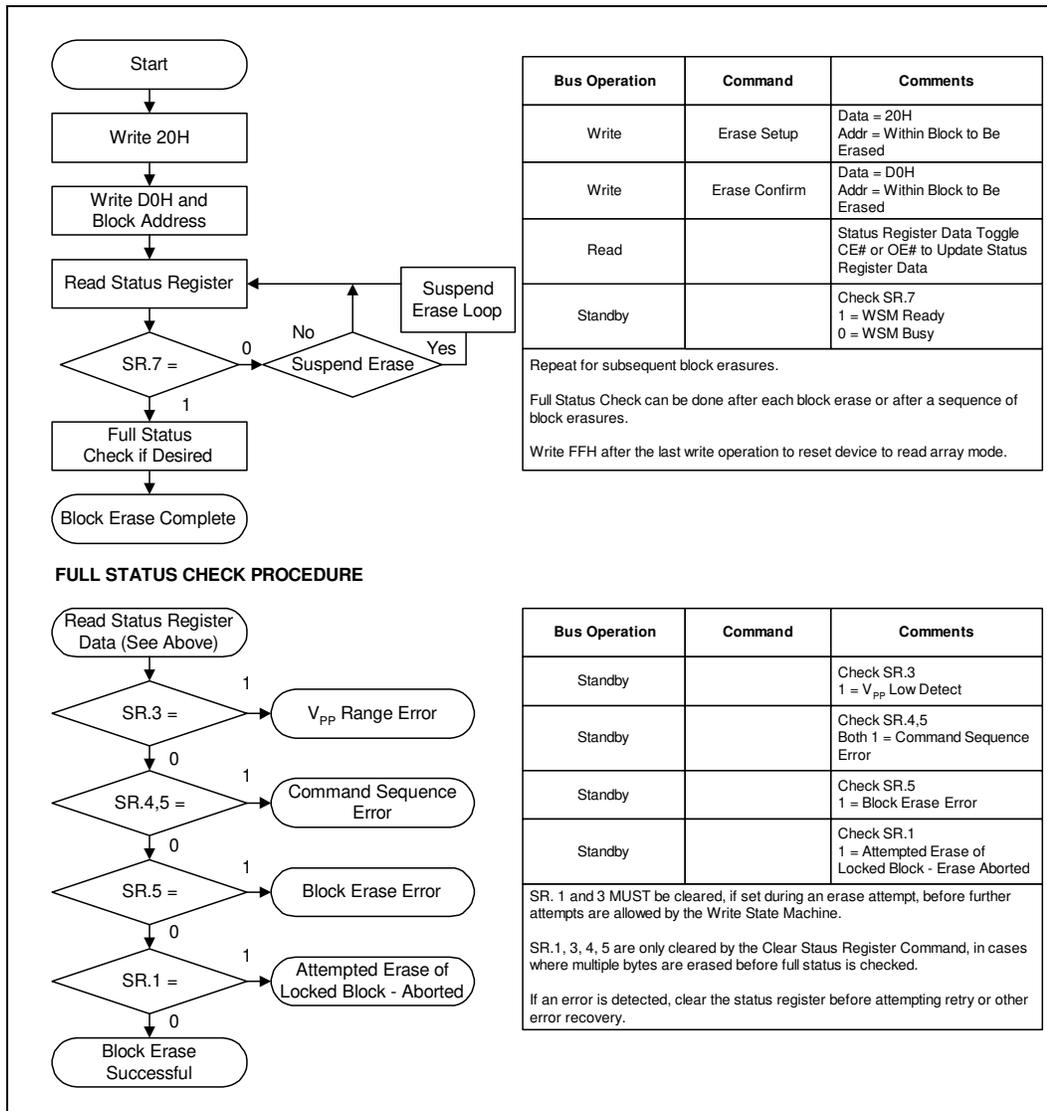 Start
Write 20H
Write D0H and
Block Address
Read Status Register
SR.7 =
0
1
No
Suspend Erase
Yes
Suspend
Erase Loop
Full Status
Check if Desired
Block Erase Complete
Bus Operation Command Comments
Write Erase Setup
Data = 20H
Addr = Within Block to Be
Erased
Write Erase Confirm
Data = D0H
Addr = Within Block to Be
Erased
Read
Status Register Data Toggle
CE# or OE# to Update Status
Register Data
Standby
Check SR.7
1 = WSM Ready
0 = WSM Busy
Repeat for subsequent block erasures.
Full Status Check can be done after each block erase or after a sequence of
block erasures.
Write FFH after the last write operation to reset device to read array mode.
FULL STATUS CHECK PROCEDURE
Read Status Register
Data (See Above)
SR.3 =
1
VPP Range Error
0
SR.4,5 =
1
Command Sequence
Error
0
SR.5 =
1
Block Erase Error
0
SR.1 =
1
Attempted Erase of
Locked Block - Aborted
0
Block Erase
Successful
Bus Operation Command Comments
Standby
Check SR.3
1 = VPP Low Detect
Standby
Check SR.4,5
Both 1 = Command Sequence
Error
Standby
Check SR.5
1 = Block Erase Error
Standby
Check SR.1
1 = Attempted Erase of
Locked Block - Erase Aborted
SR. 1 and 3 MUST be cleared, if set during an erase attempt, before further
attempts are allowed by the Write State Machine.
SR.1, 3, 4, 5 are only cleared by the Clear Staus Register Command, in cases
where multiple bytes are erased before full status is checked.
If an error is detected, clear the status register before attempting retry or other
error recovery.